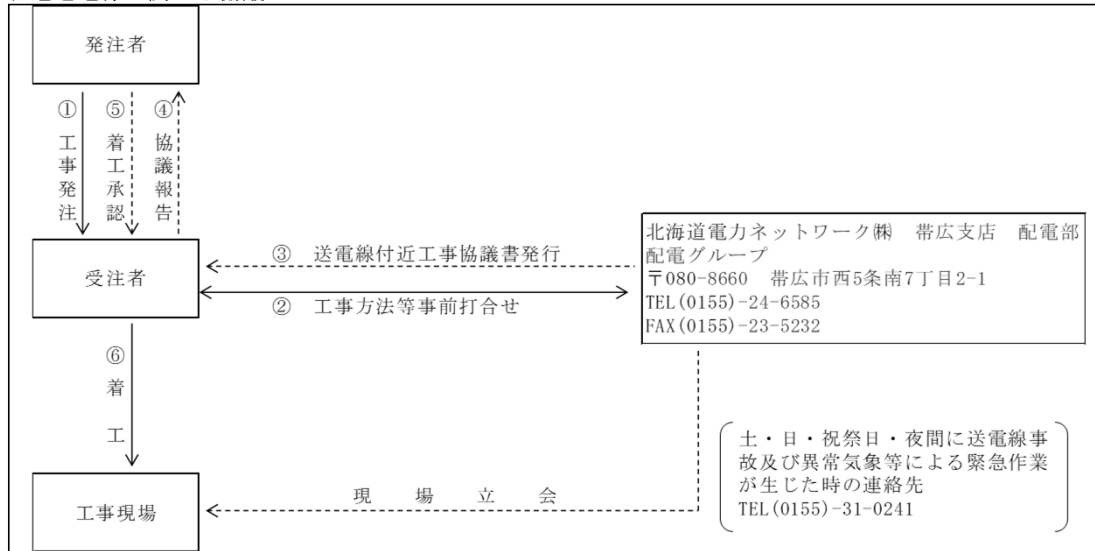 発注者
① 工事発注
⑤ 着工承認
④ 協議報告
受注者
③ 送電線付近工事協議書発行
② 工事方法等事前打合せ
北海道電力ネットワーク㈱ 帯広支店 配電部
配電グループ
〒080-8660 帯広市西5条南7丁目2-1
TEL(0155)-24-6585
FAX(0155)-23-5232
⑥ 着工
土・日・祝祭日・夜間に送電線事
故及び異常気象等による緊急作業
が生じた時の連絡先
TEL(0155)-31-0241
現場立会
工事現場